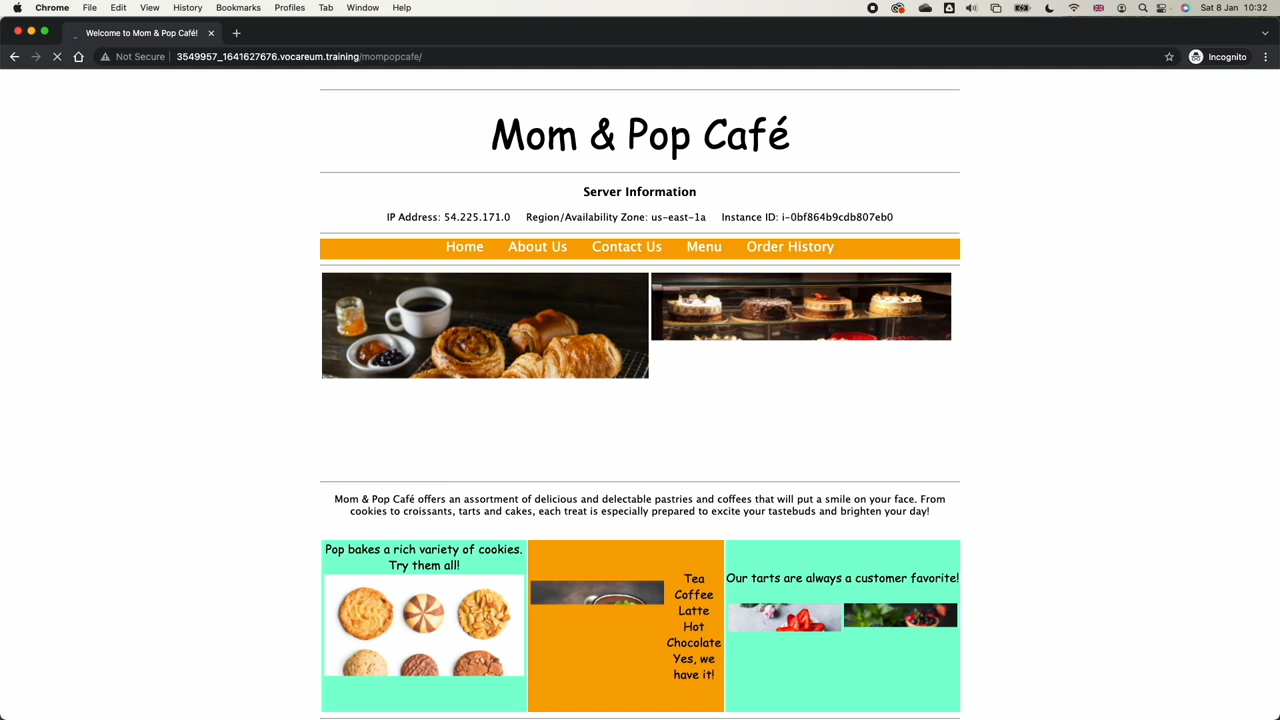 Chrome File Edit View History Bookmarks Profiles Tab Window Help Sat 8 Jan 10:32
Welcome to Mom & Pop Café!
Not Secure 3549957_1641627676.vocareum.training/mompopcafe/ Incognito
Mom & Pop Café
Server Information
IP Address: 54.225.171.0 Region/Availability Zone: us-east-1a Instance ID: i-0bf864b9cdb807eb0
Home About Us Contact Us Menu Order History
Mom & Pop Café offers an assortment of delicious and delectable pastries and coffees that will put a smile on your face. From
cookies to croissants, tarts and cakes, each treat is especially prepared to excite your tastebuds and brighten your day!
Pop bakes a rich variety of cookies.
Try them all!
Tea
Coffee
Latte
Hot
Chocolate
Yes, we
have it!
Our tarts are always a customer favorite!